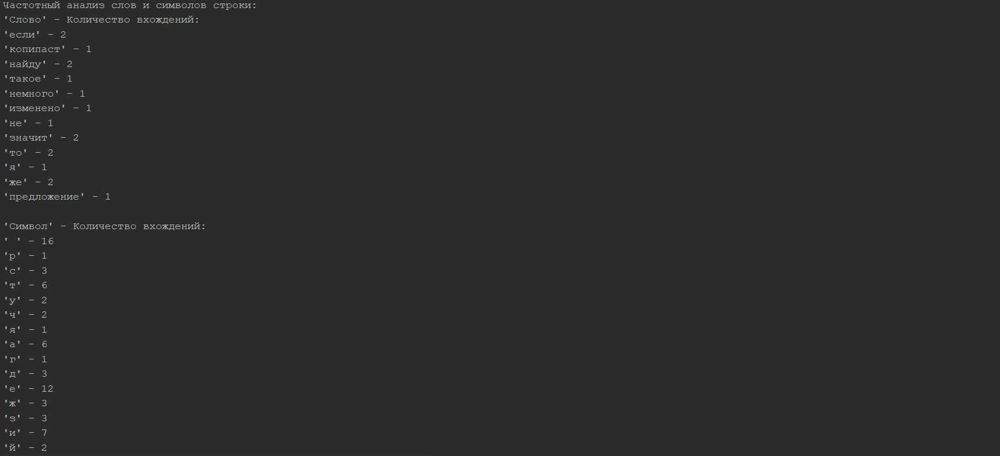 Частотный анализ слов и символов строки:
'Слово' - Количество вхождений:
'если' - 2
'копипаст' - 1
'найду' - 2
'такое' - 1
'немного' - 1
'изменено' - 1
'не' - 1
'значит' - 2
'то' - 2
'я' - 1
'же' - 2
'предложение' - 1
'Символ' - Количество вхождений:
' ' - 16
'р' - 1
'с' - 3
'т' - 6
'у' - 2
'ч' - 2
'я' - 1
'а' - 6
'г' - 1
'д' - 3
'е' - 12
'ж' - 3
'з' - 3
'и' - 7
'й' - 2